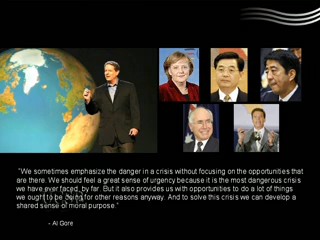 "We sometimes emphasize the danger in a crisis without focusing on the opportunities that
are there. We should feel a great sense of urgency because it is the most dangerous crisis
we have ever faced, by far. But it also provides us with opportunities to do a lot of things
we ought to be doing for other reasons anyway. And to solve this crisis we can develop a
shared sense of moral purpose."
- Al Gore